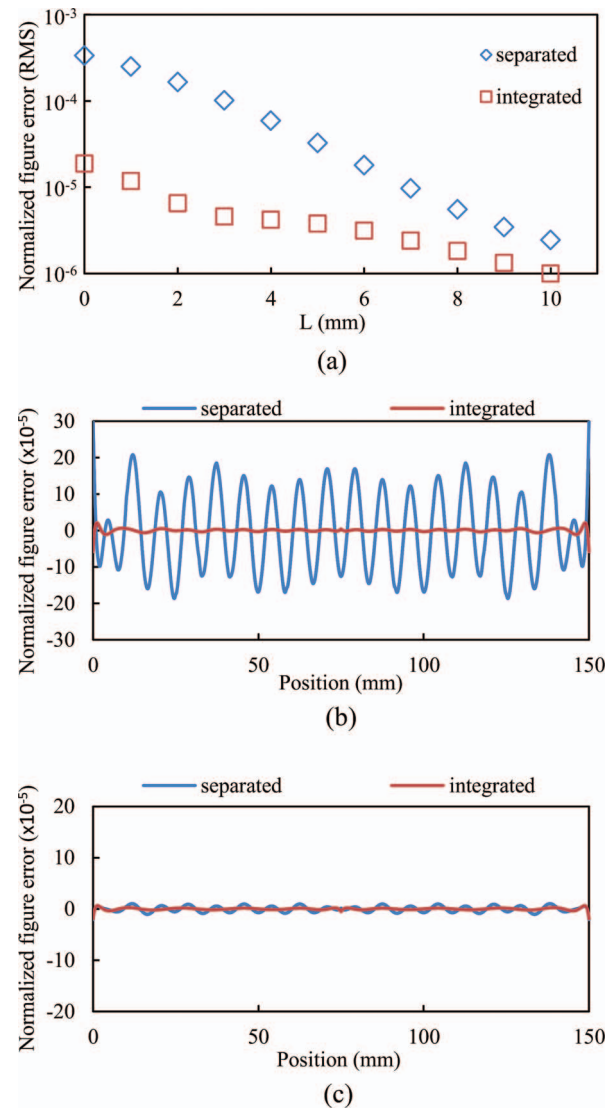 10⁻³
10⁻⁴
10⁻⁵
10⁻⁶
Normalized figure error (RMS)
separated
integrated
0 2 4 6 8 10
L (mm)
(a)
separated integrated
30
20
10
0
-10
-20
-30
Normalized figure error (x10⁻⁵)
0 50 100 150
Position (mm)
(b)
separated integrated
20
10
0
-10
-20
Normalized figure error (x10⁻⁵)
0 50 100 150
Position (mm)
(c)